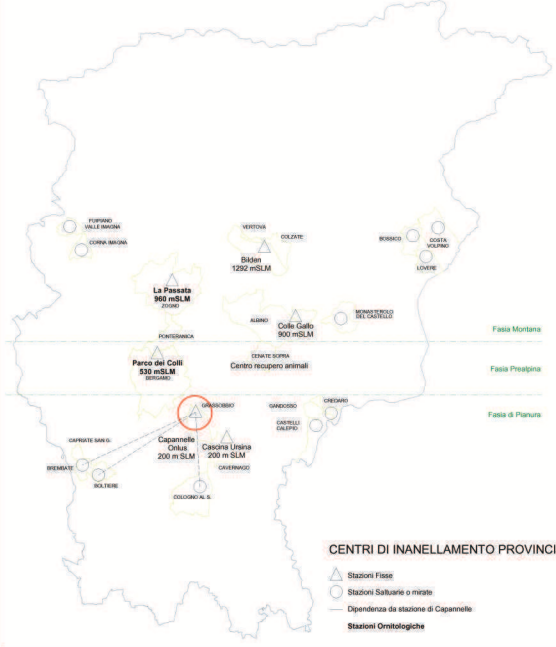 FUIPIANO
VALLE IMAGNA
CORNA IMAGNA
VERTOVA
COLZATE
Bilden
1292 mSLM
BOSSICO
COSTA
VOLPINO
LOVERE
La Passata
960 mSLM
ZOGNO
ALBINO
Colle Gallo
900 mSLM
MONASTEROLO
DEL CASTELLO
Fasia Montana
PONTERANICA
Parco dei Colli
530 mSLM
BERGAMO
CENATE SOPRA
Centro recupero animali
Fasia Prealpina
GRASSOBBIO'
GANDOSSO
CREDARO
Fasia di Pianura
CASTELLI
CALEPIO
CAPRIATE SAN G.
Capannelle
Onlus
200 m SLM
Cascina Ursina
200 m SLM
CAVERNAGO
BREMBATE
BOLTIERE
COLOGNO AL S.
CENTRI DI INANELLAMENTO PROVINCI
Stazioni Fisse
Stazioni Saltuarie o mirate
Dipendenza da stazione di Capannelle
Stazioni Ornitologiche